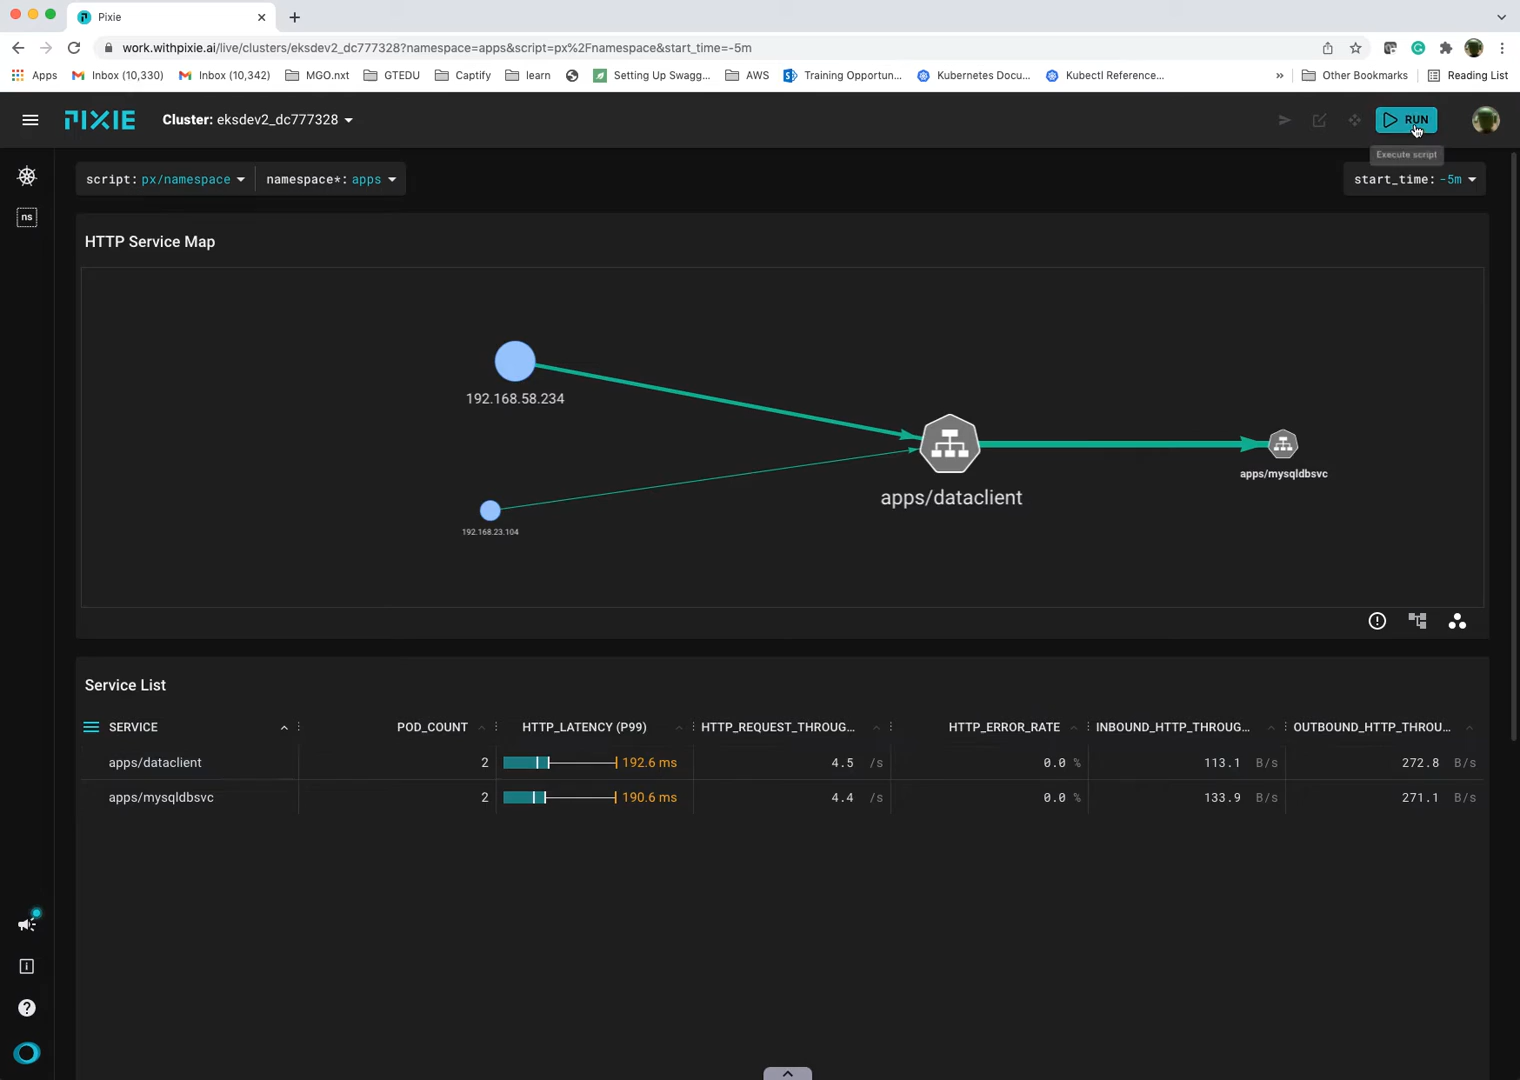 Pixie
work.withpixie.ai/live/clusters/eksdev2_dc777328?namespace=apps&script=px%2Fnamespace&start_time=-5m
Apps Inbox (10,330) Inbox (10,342) MGO.nxt GTEDU Captify learn Setting Up Swagg... AWS Training Opportun... Kubernetes Docu... Kubectl Reference... » Other Bookmarks Reading List
PIXIE Cluster: eksdev2_dc777328 RUN
Execute script
script: px/namespace namespace*: apps start_time: -5m
ns
HTTP Service Map
192.168.58.234
apps/mysqldbsvc
apps/dataclient
192.168.23.104
Service List
SERVICE POD_COUNT HTTP_LATENCY (P99) HTTP_REQUEST_THROUG... HTTP_ERROR_RATE INBOUND_HTTP_THROUG... OUTBOUND_HTTP_THROU...
apps/dataclient 2 192.6 ms 4.5 /s 0.0 % 113.1 B/s 272.8 B/s
apps/mysqldbsvc 2 190.6 ms 4.4 /s 0.0 % 133.9 B/s 271.1 B/s